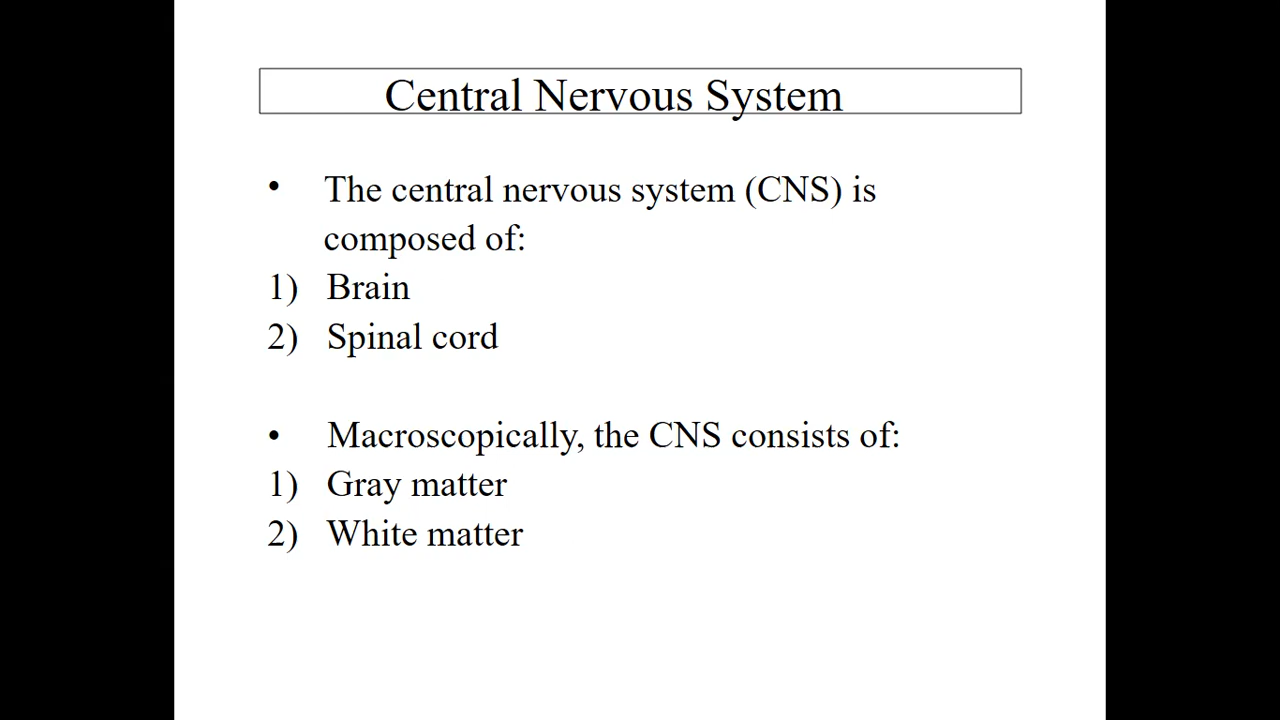 Central Nervous System
• The central nervous system (CNS) is
composed of:
1) Brain
2) Spinal cord
• Macroscopically, the CNS consists of:
1) Gray matter
2) White matter